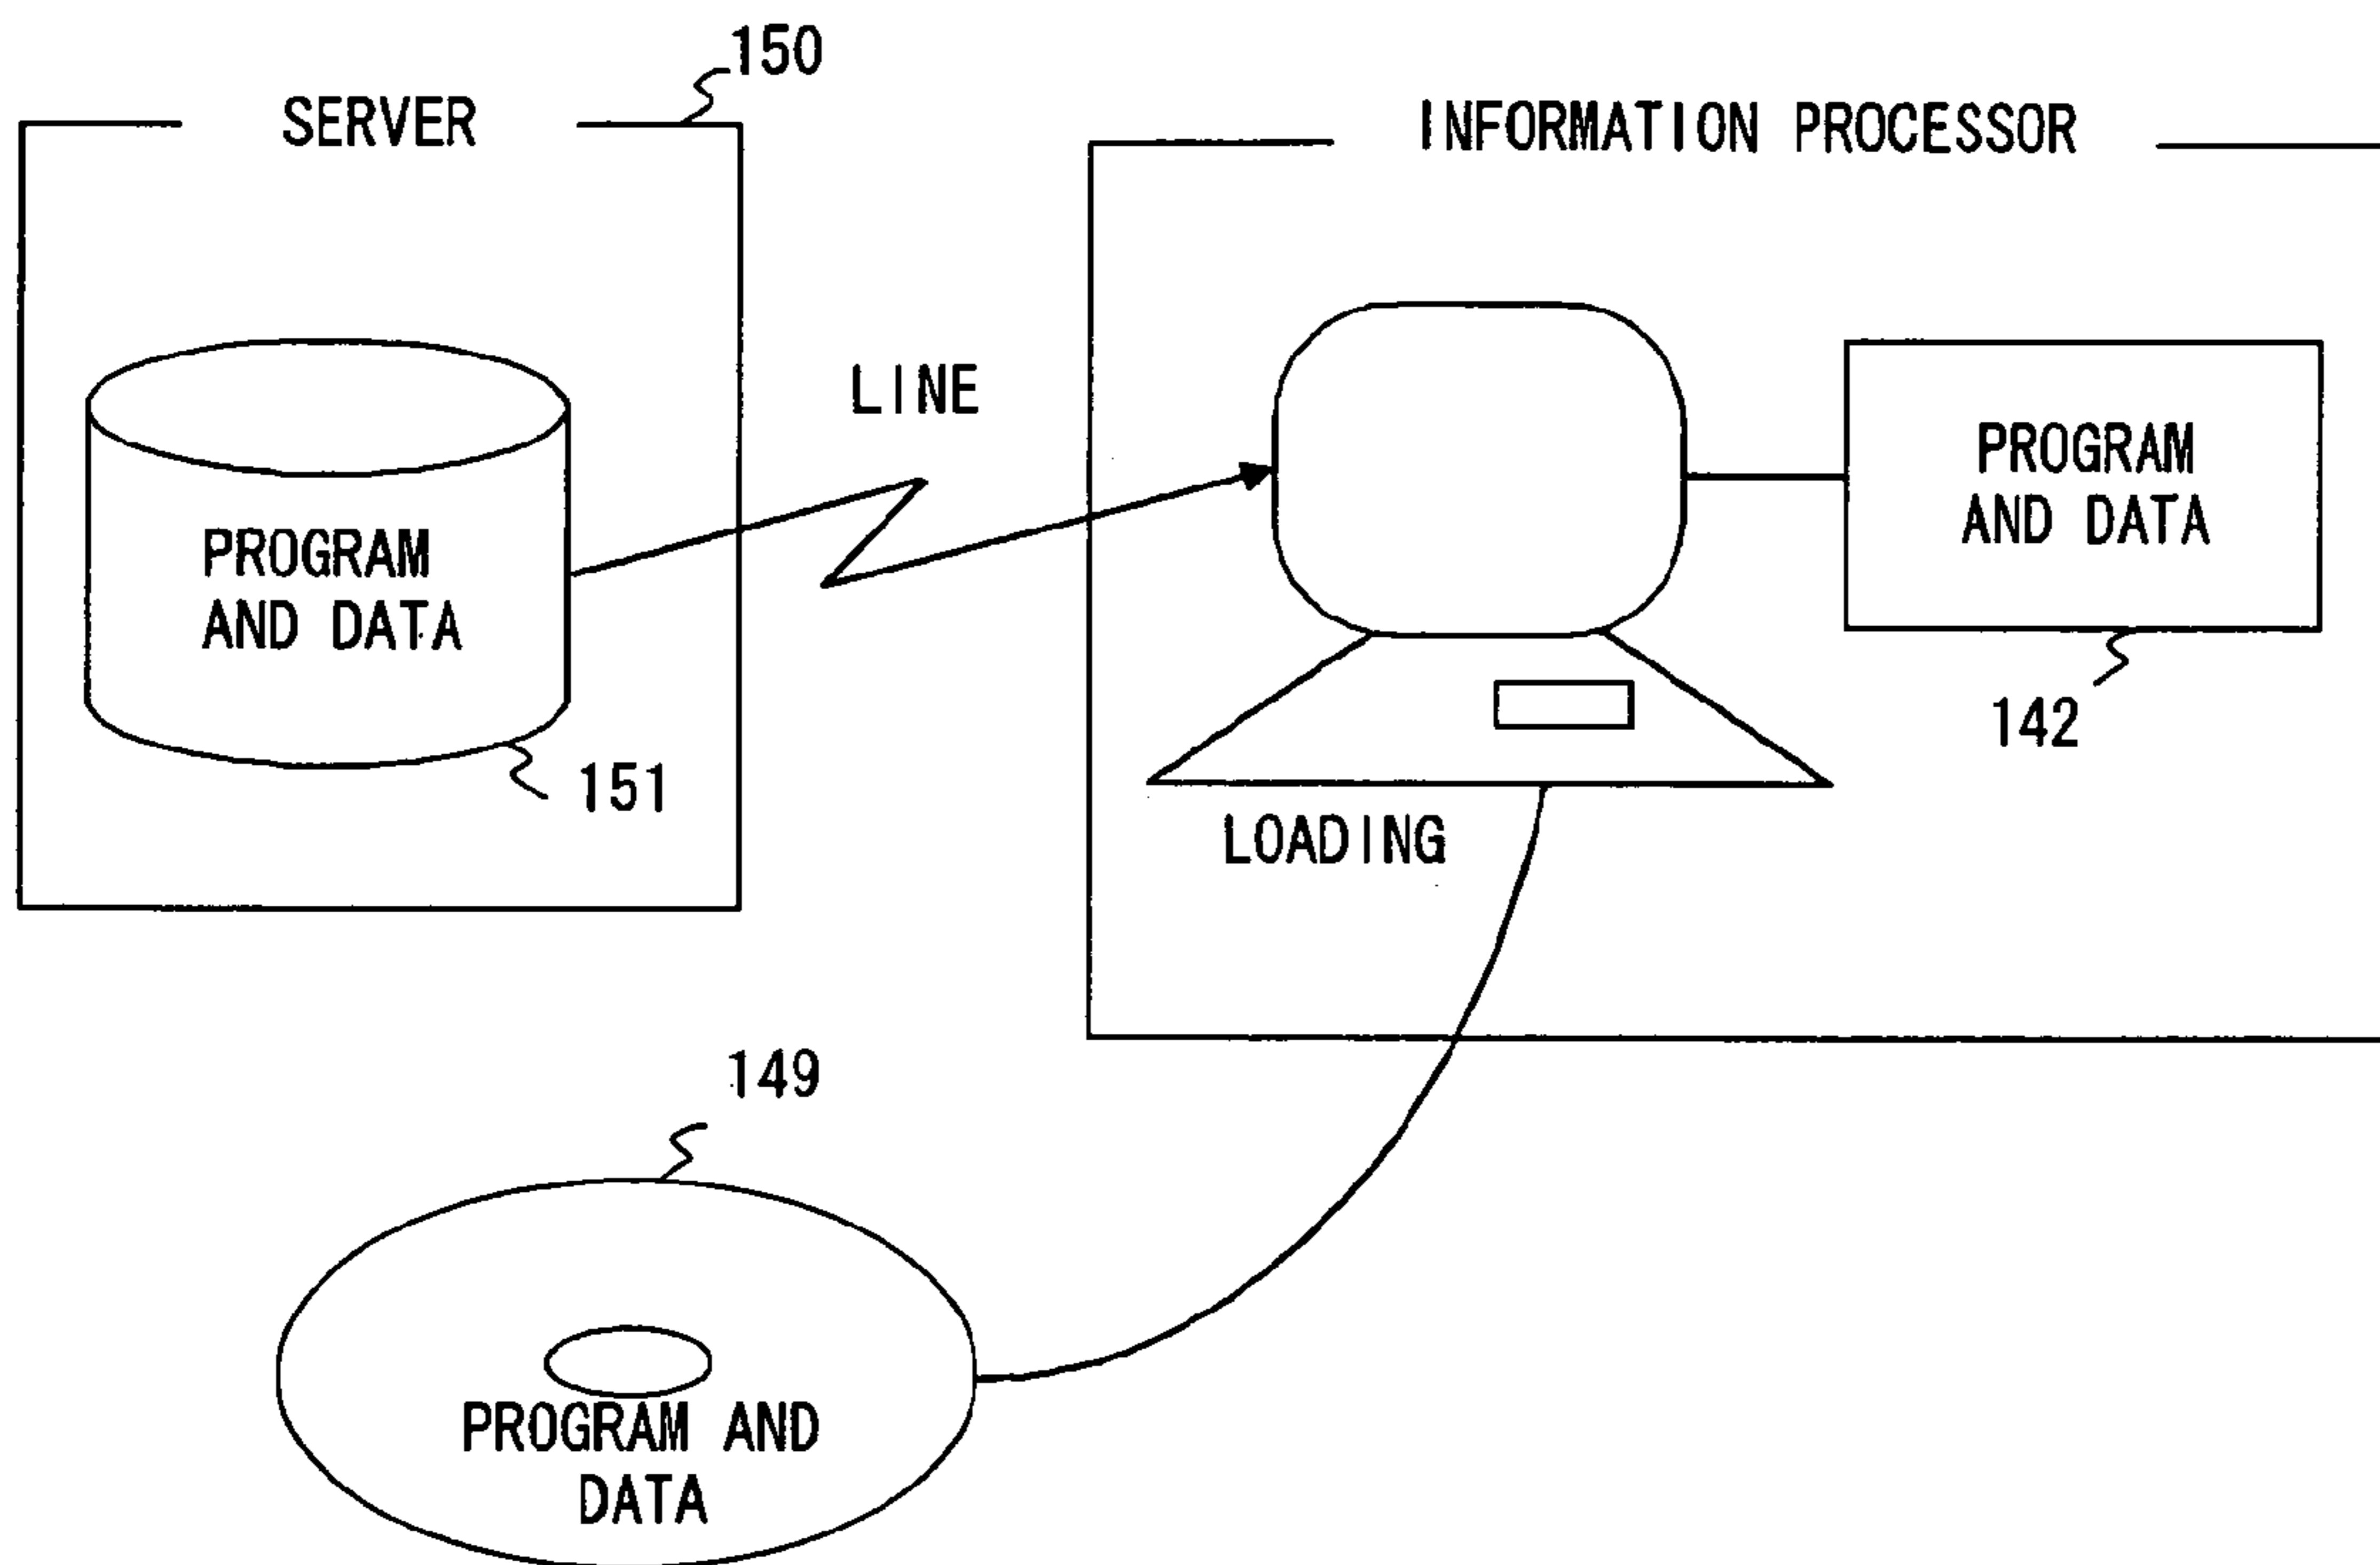 150
SERVER
INFORMATION PROCESSOR
LINE
PROGRAM
AND DATA
PROGRAM
AND DATA
151
142
LOADING
149
PROGRAM AND
DATA